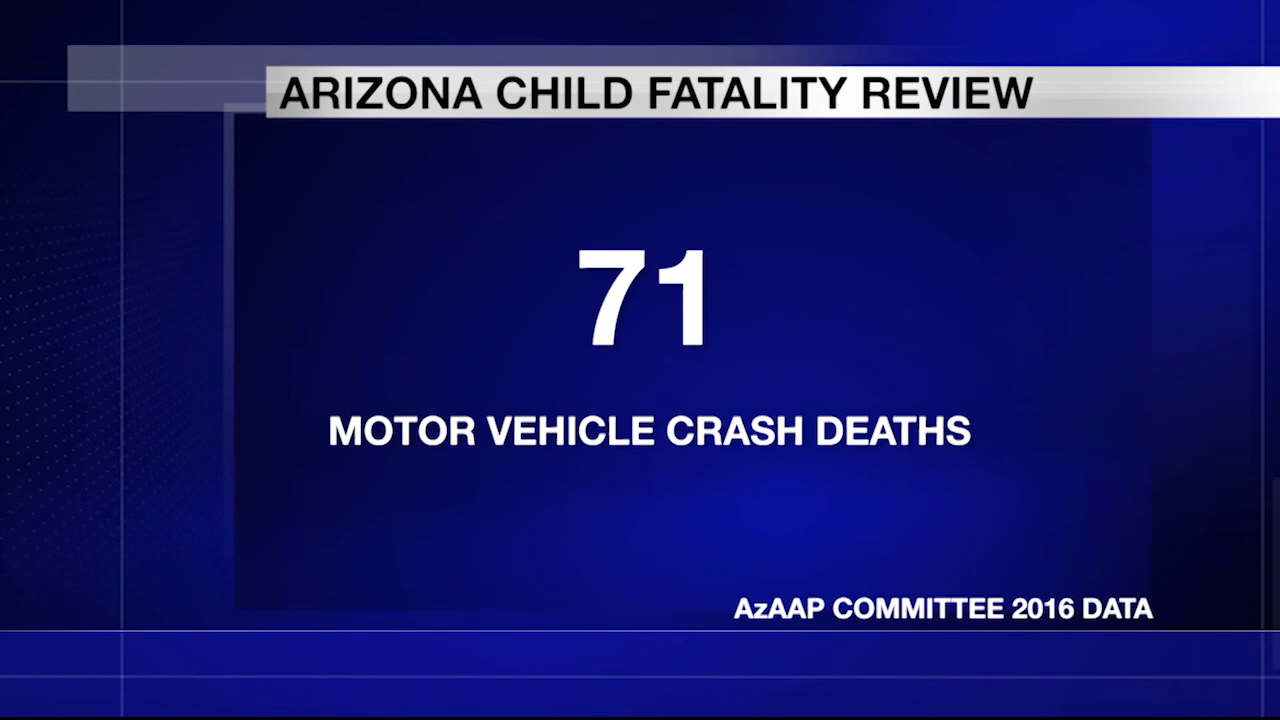 ARIZONA CHILD FATALITY REVIEW
71
MOTOR VEHICLE CRASH DEATHS
AzAAP COMMITTEE 2016 DATA